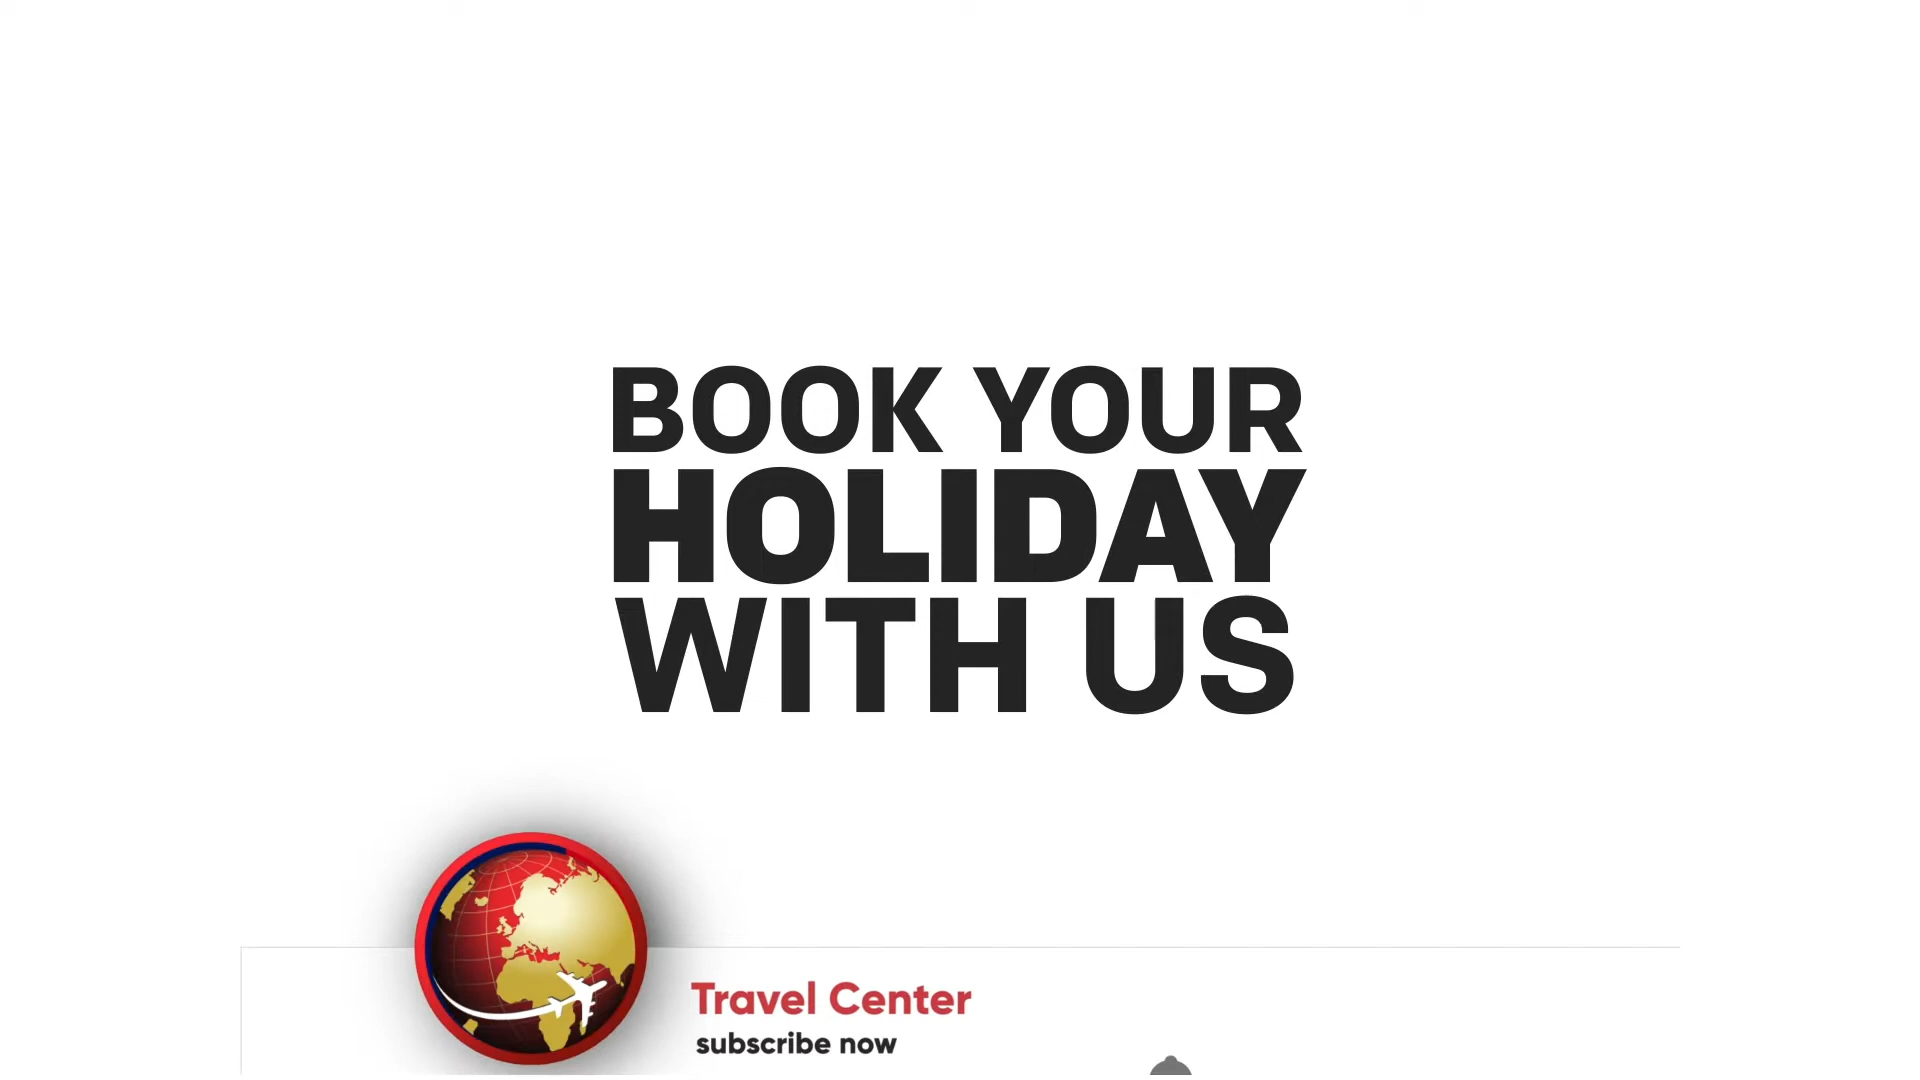 BOOK YOUR
HOLIDAY
WITH US
Travel Center
subscribe now